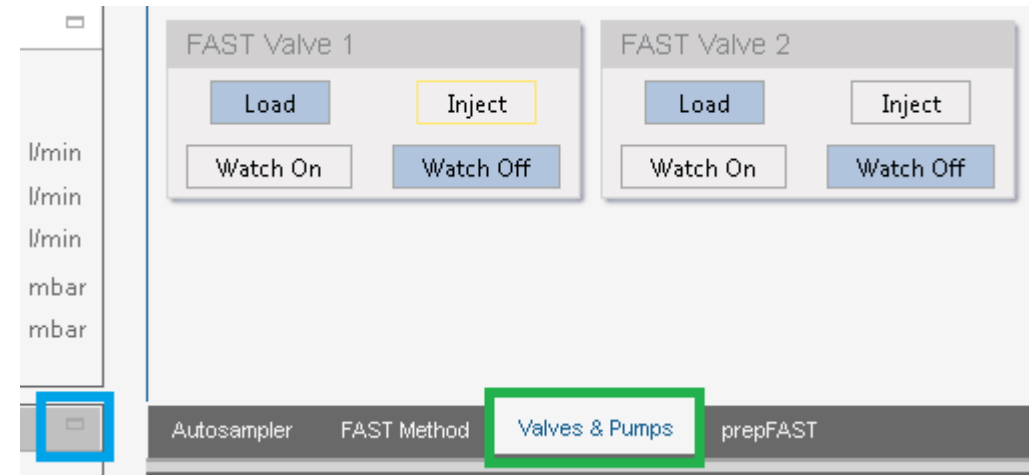 FAST Valve 1
FAST Valve 2
Load
Inject
Load
Inject
Watch On
Watch Off
Watch On
Watch Off
l/min
l/min
l/min
mbar
mbar
Autosampler
FAST Method
Valves & Pumps
prepFAST